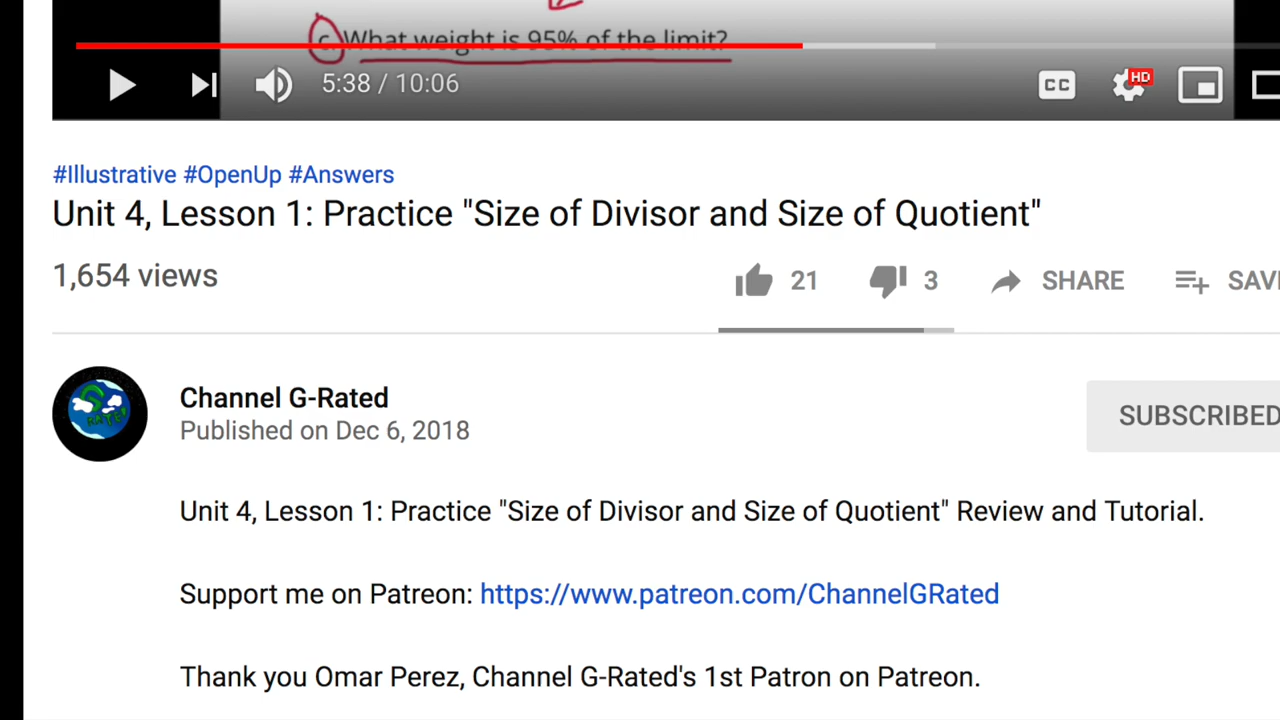 c. What weight is 95% of the limit?
5:38 / 10:06
CC
HD
#Illustrative #OpenUp #Answers
Unit 4, Lesson 1: Practice "Size of Divisor and Size of Quotient"
1,654 views
21
3
SHARE
SAVE
Channel G-Rated
Published on Dec 6, 2018
SUBSCRIBED
Unit 4, Lesson 1: Practice "Size of Divisor and Size of Quotient" Review and Tutorial.
Support me on Patreon: https://www.patreon.com/ChannelGRated
Thank you Omar Perez, Channel G-Rated's 1st Patron on Patreon.